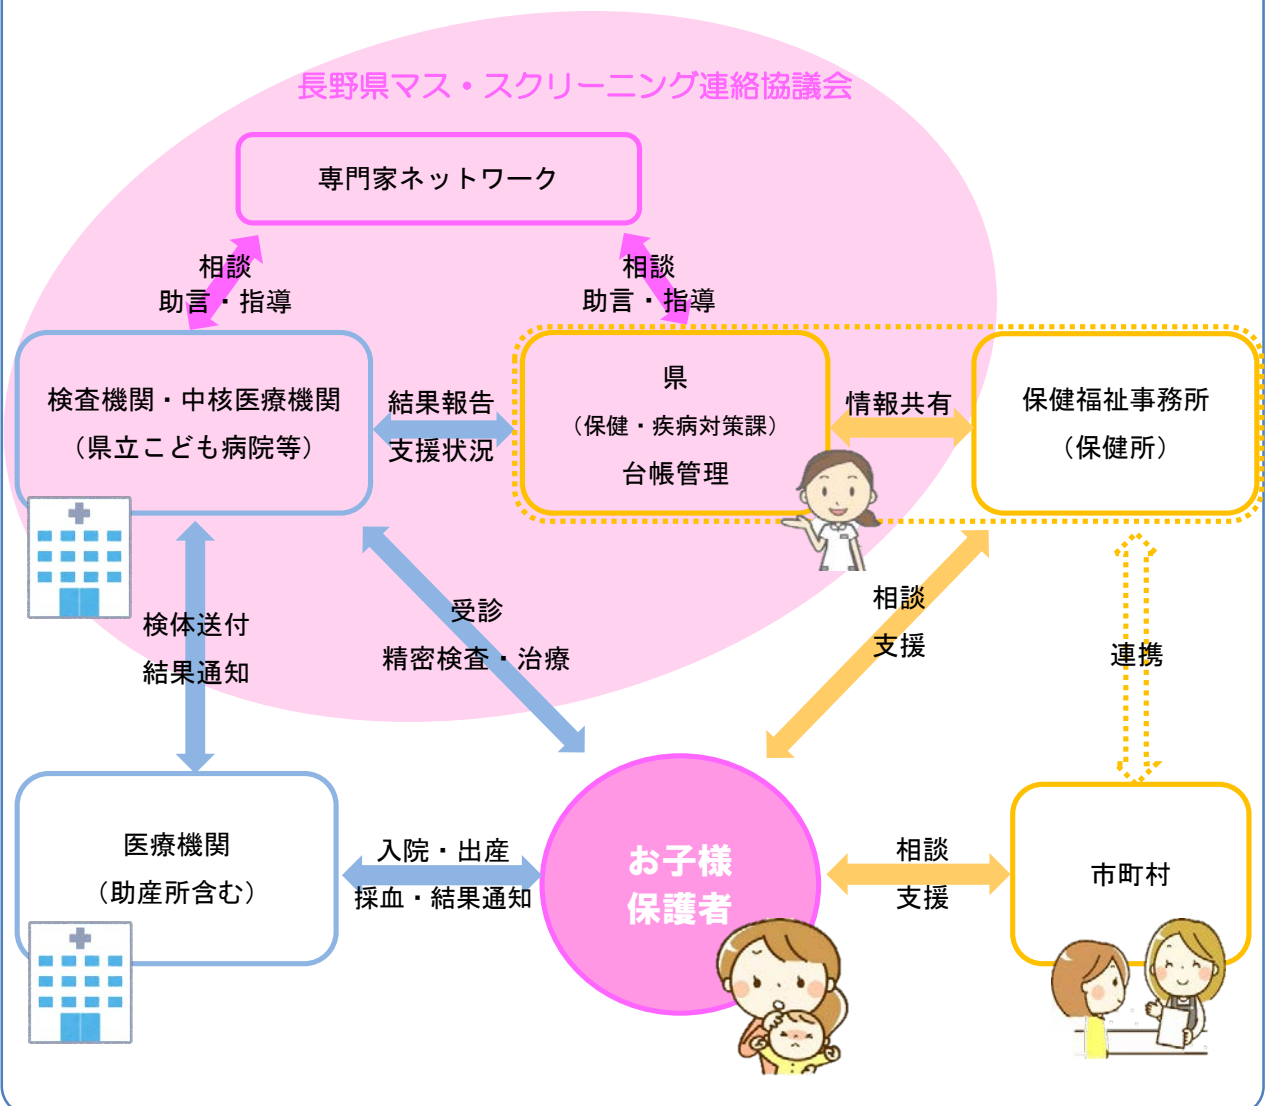 長野県マス・スクリーニング連絡協議会
専門家ネットワーク
相談
助言・指導
相談
助言・指導
検査機関・中核医療機関
（県立こども病院等）
結果報告
支援状況
県
（保健・疾病対策課）
台帳管理
情報共有
保健福祉事務所
（保健所）
検体送付
結果通知
受診
精密検査・治療
相談
支援
連携
医療機関
（助産所含む）
入院・出産
採血・結果通知
お子様
保護者
相談
支援
市町村